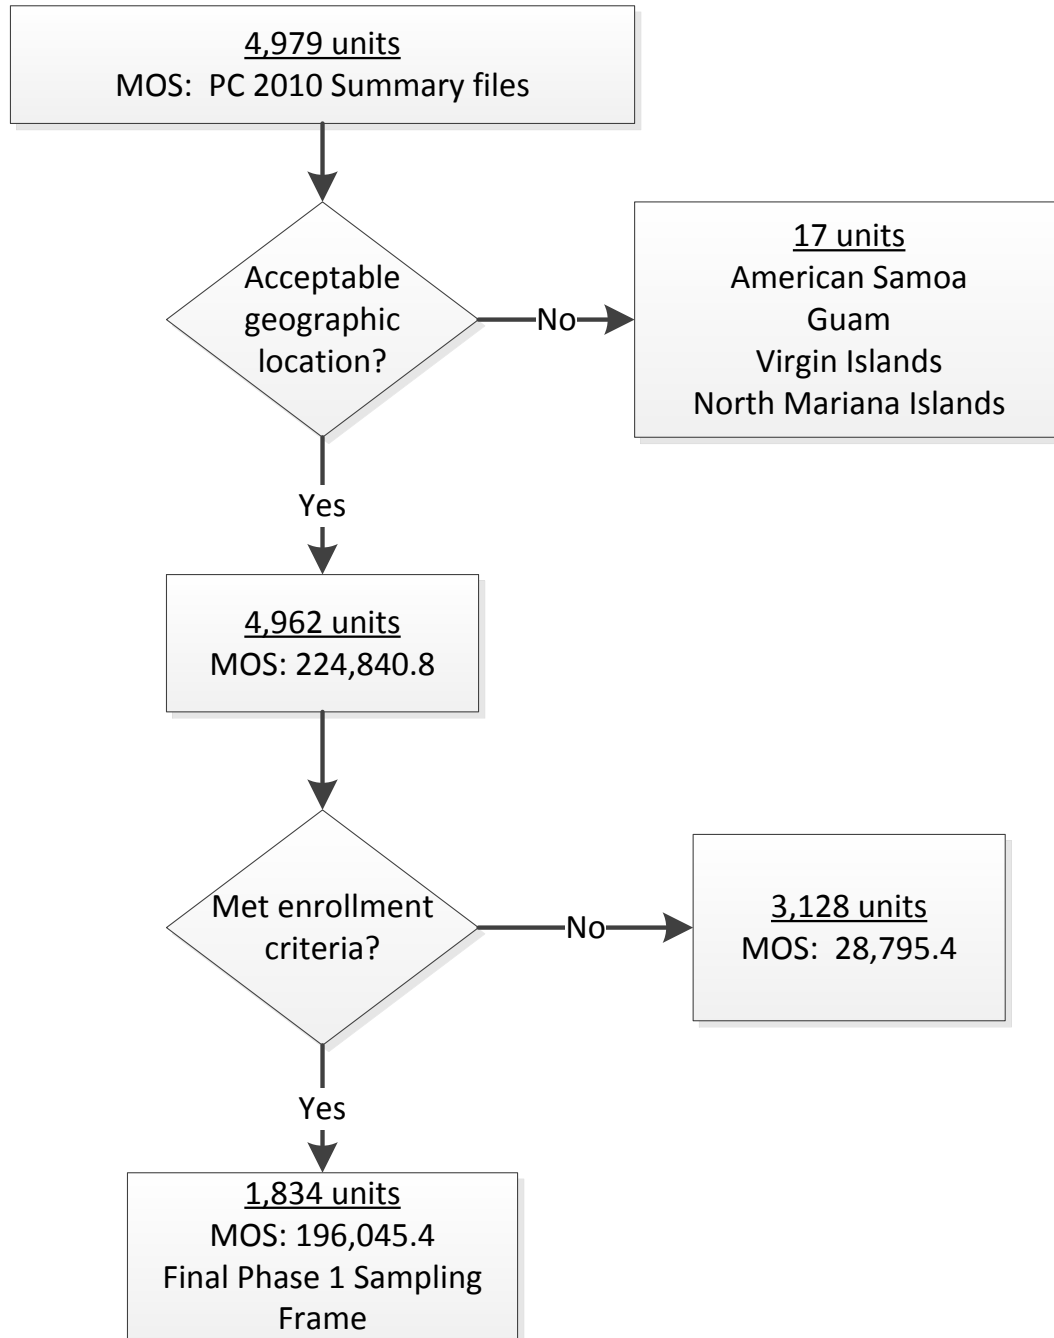 4,979 units
MOS:  PC 2010 Summary files
Acceptable
geographic
location?
No
17 units
American Samoa
Guam
Virgin Islands
North Mariana Islands
Yes
4,962 units
MOS: 224,840.8
Met enrollment
criteria?
No
3,128 units
MOS:  28,795.4
Yes
1,834 units
MOS: 196,045.4
Final Phase 1 Sampling
Frame